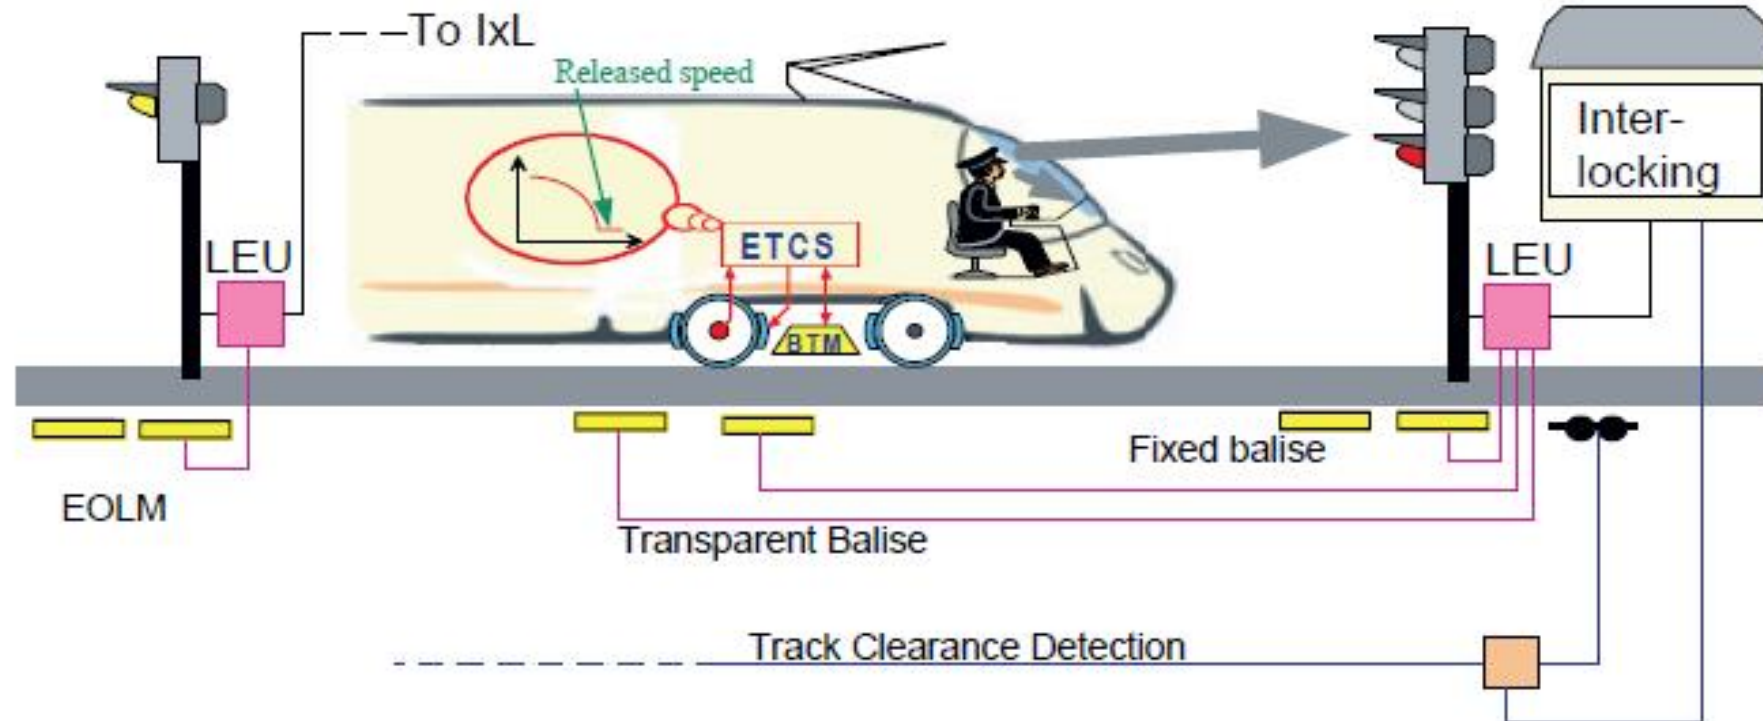 To IxL
Released speed
Inter-
locking
LEU
ETCS
LEU
BTM
Fixed balise
EOLM
Transparent Balise
Track Clearance Detection